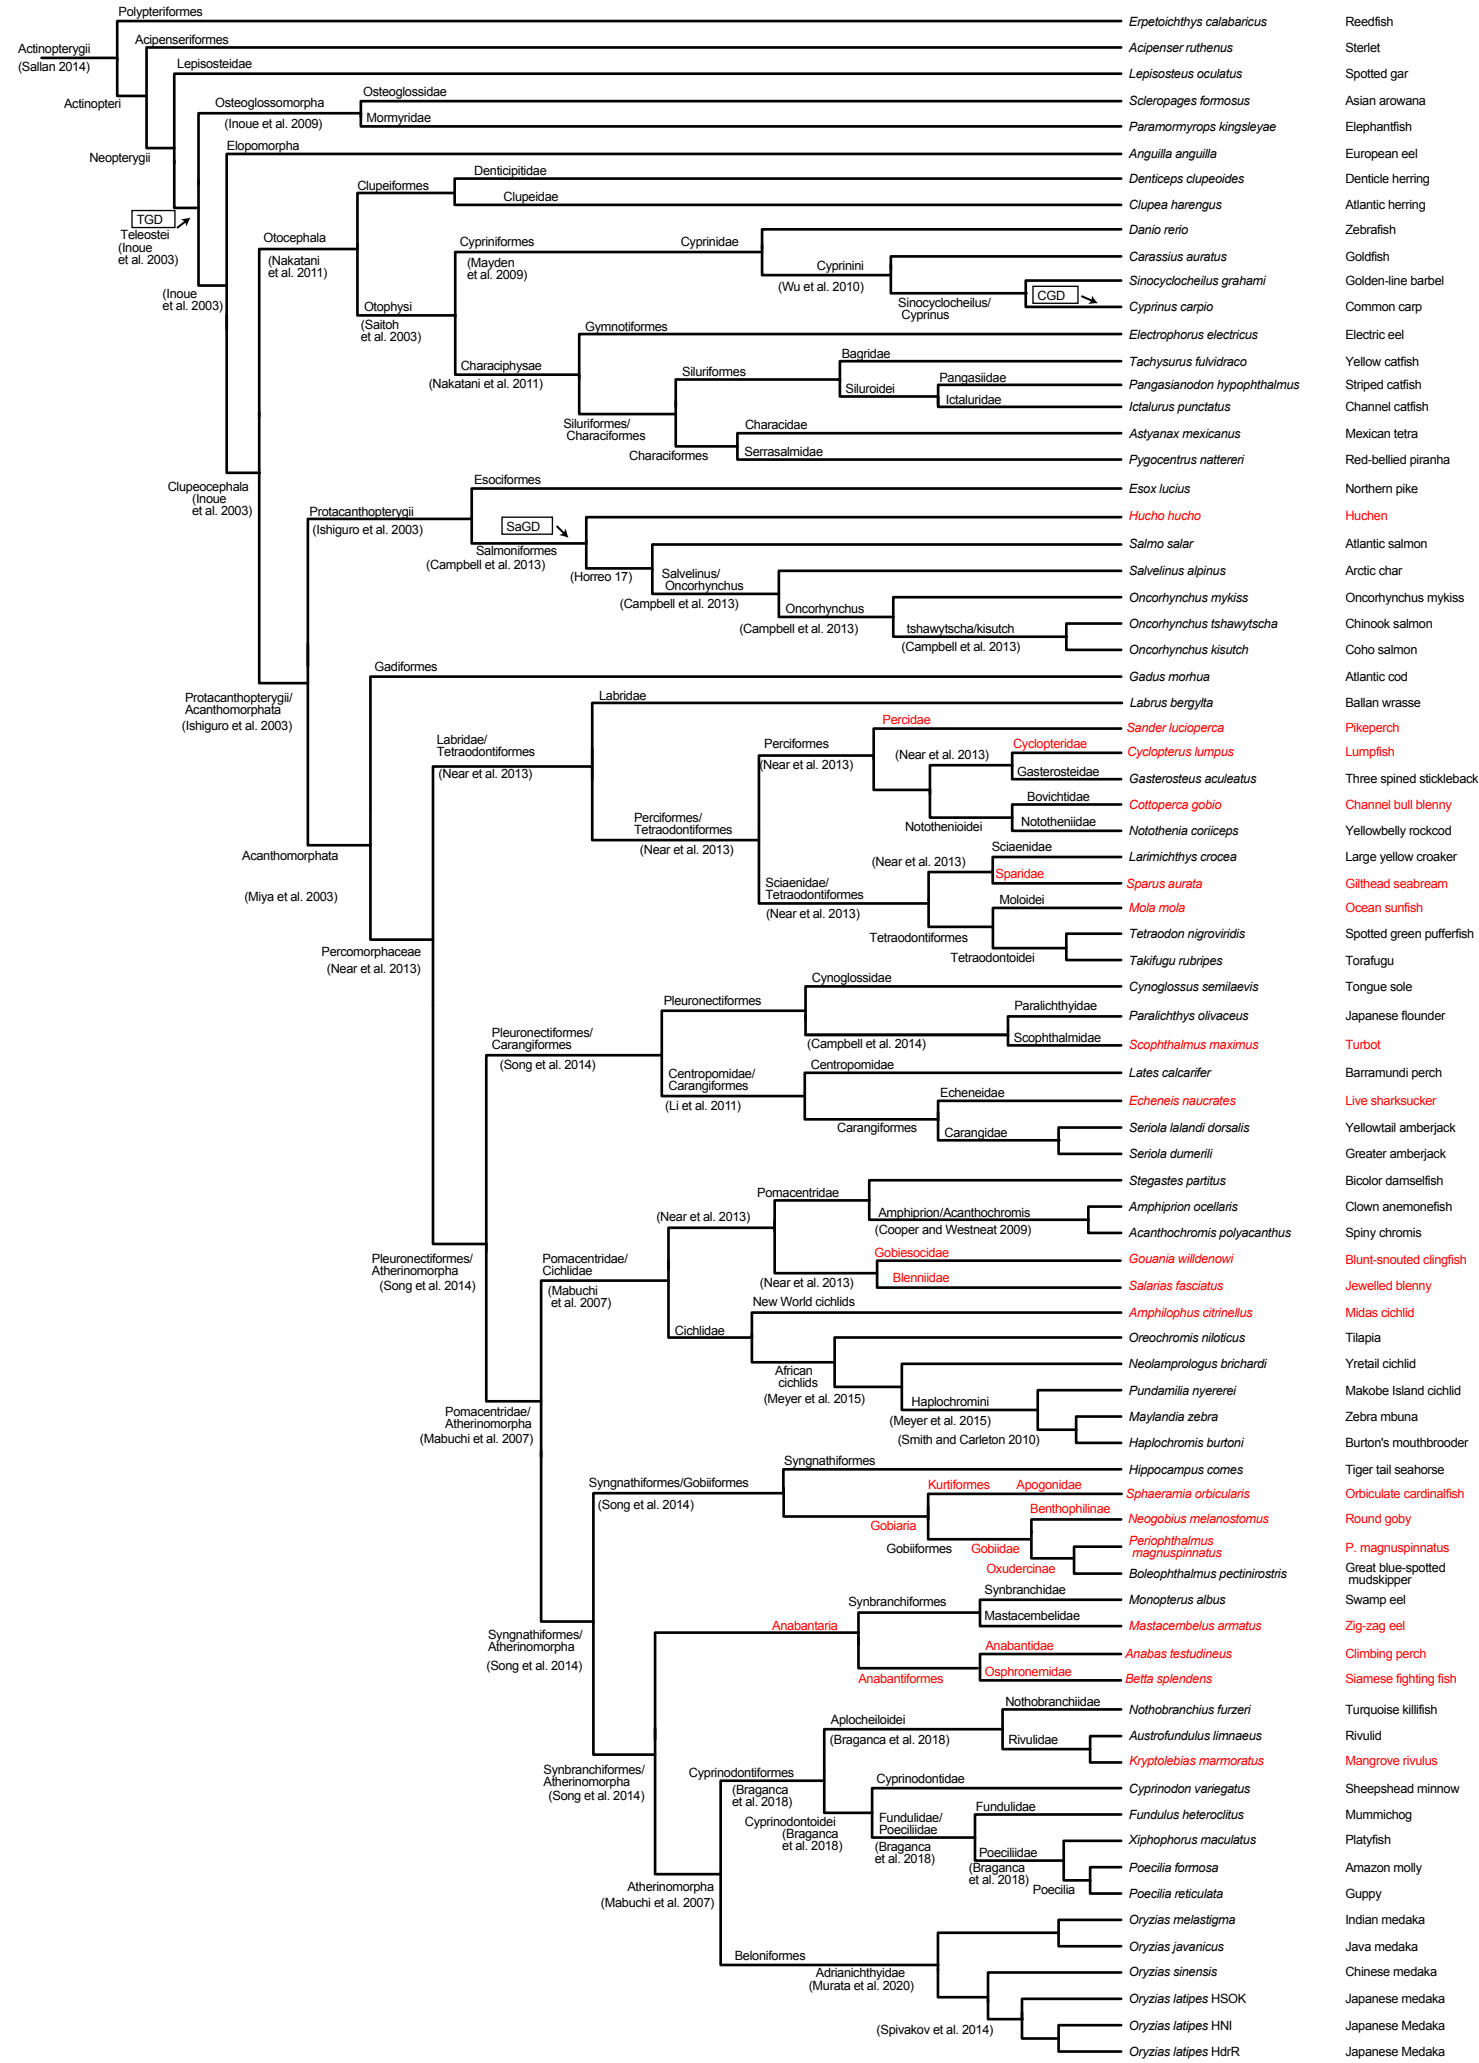 Polypteriformes
Erpetoichthys calabaricus Reedfish
Actinopterygii
(Sallan 2014)
Acipenseriformes
Acipenser ruthenus Sterlet
Lepisosteidae
Lepisosteus oculatus Spotted gar
Actinopteri
Osteoglossidae
Scleropages formosus Asian arowana
Osteoglossomorpha
(Inoue et al. 2009)
Mormyridae
Paramormyrops kingsleyae Elephantfish
Neopterygii
Elopomorpha
Anguilla anguilla European eel
Denticipitidae
Denticeps clupeoides Denticle herring
Clupeiformes
Clupeidae
Clupea harengus Atlantic herring
TGD
Teleostei
(Inoue
et al. 2003)
Otocephala
(Nakatani
et al. 2011)
Cypriniformes
(Mayden
et al. 2009)
Cyprinidae
Danio rerio Zebrafish
Cyprinini
(Wu et al. 2010)
Carassius auratus Goldfish
Sinocyclocheilus grahami Golden-line barbel
CGD
Sinocyclocheilus/
Cyprinus
Cyprinus carpio Common carp
(Inoue
et al. 2003)
Otophysi
(Saitoh
et al. 2003)
Gymnotiformes
Electrophorus electricus Electric eel
Characiphysae
(Nakatani et al. 2011)
Bagridae
Tachysurus fulvidraco Yellow catfish
Siluriformes
Siluroidei
Pangasiidae
Pangasianodon hypophthalmus Striped catfish
Ictaluridae
Ictalurus punctatus Channel catfish
Siluriformes/
Characiformes
Characidae
Astyanax mexicanus Mexican tetra
Characiformes
Serrasalmidae
Pygocentrus nattereri Red-bellied piranha
Clupeocephala
(Inoue
et al. 2003)
Esociformes
Esox lucius Northern pike
Protacanthopterygii
(Ishiguro et al. 2003)
SaGD
Hucho hucho Huchen
Salmoniformes
(Campbell et al. 2013)
Salmo salar Atlantic salmon
(Horreo 17)
Salvelinus/
Oncorhynchus
(Campbell et al. 2013)
Salvelinus alpinus Arctic char
Oncorhynchus
(Campbell et al. 2013)
Oncorhynchus mykiss Oncorhynchus mykiss
tshawytscha/kisutch
(Campbell et al. 2013)
Oncorhynchus tshawytscha Chinook salmon
Oncorhynchus kisutch Coho salmon
Protacanthopterygii/
Acanthomorphata
(Ishiguro et al. 2003)
Gadiformes
Gadus morhua Atlantic cod
Labridae
Labrus bergylta Ballan wrasse
Labridae/
Tetraodontiformes
(Near et al. 2013)
Percidae
Sander lucioperca Pikeperch
Perciformes
(Near et al. 2013)
(Near et al. 2013)
Cyclopteridae
Cyclopterus lumpus Lumpfish
Gasterosteidae
Gasterosteus aculeatus Three spined stickleback
Bovichtidae
Cottoperca gobio Channel bull blenny
Notothenioidei
Nototheniidae
Notothenia coriiceps Yellowbelly rockcod
Perciformes/
Tetraodontiformes
(Near et al. 2013)
Acanthomorphata
(Miya et al. 2003)
(Near et al. 2013)
Sciaenidae
Larimichthys crocea Large yellow croaker
Sparidae
Sparus aurata Gilthead seabream
Sciaenidae/
Tetraodontiformes
(Near et al. 2013)
Moloidei
Mola mola Ocean sunfish
Tetraodontiformes
Tetraodon nigroviridis Spotted green pufferfish
Tetraodontoidei
Takifugu rubripes Torafugu
Percomorphaceae
(Near et al. 2013)
Cynoglossidae
Cynoglossus semilaevis Tongue sole
Pleuronectiformes
Paralichthyidae
Paralichthys olivaceus Japanese flounder
(Campbell et al. 2014)
Scophthalmidae
Scophthalmus maximus Turbot
Pleuronectiformes/
Carangiformes
(Song et al. 2014)
Centropomidae/
Carangiformes
(Li et al. 2011)
Centropomidae
Lates calcarifer Barramundi perch
Echeneidae
Echeneis naucrates Live sharksucker
Carangiformes
Carangidae
Seriola lalandi dorsalis Yellowtail amberjack
Seriola dumerili Greater amberjack
Stegastes partitus Bicolor damselfish
Pomacentridae
(Near et al. 2013)
Amphiprion/Acanthochromis
(Cooper and Westneat 2009)
Amphiprion ocellaris Clown anemonefish
Acanthochromis polyacanthus Spiny chromis
Pleuronectiformes/
Atherinomorpha
(Song et al. 2014)
Pomacentridae/
Cichlidae
(Mabuchi
et al. 2007)
Gobiesocidae
Gouania willdenowi Blunt-snouted clingfish
(Near et al. 2013)
Blenniidae
Salarias fasciatus Jewelled blenny
New World cichlids
Amphilophus citrinellus Midas cichlid
Cichlidae
Oreochromis niloticus Tilapia
African
cichlids
(Meyer et al. 2015)
Neolamprologus brichardi Yretail cichlid
Haplochromini
(Meyer et al. 2015)
(Smith and Carleton 2010)
Pundamilia nyererei Makobe Island cichlid
Maylandia zebra Zebra mbuna
Haplochromis burtoni Burton's mouthbrooder
Pomacentridae/
Atherinomorpha
(Mabuchi et al. 2007)
Syngnathiformes
Hippocampus comes Tiger tail seahorse
Syngnathiformes/Gobiiformes
(Song et al. 2014)
Kurtiformes Apogonidae
Sphaeramia orbicularis Orbiculate cardinalfish
Gobiaria
Benthophilinae
Neogobius melanostomus Round goby
Gobiiformes
Gobiidae
Periophthalmus
magnuspinnatus P. magnuspinnatus
Oxudercinae
Boleophthalmus pectinirostris Great blue-spotted
mudskipper
Synbranchidae
Monopterus albus Swamp eel
Synbranchiformes
Mastacembelidae
Mastacembelus armatus Zig-zag eel
Anabantaria
Anabantidae
Anabas testudineus Climbing perch
Anabantiformes
Osphronemidae
Betta splendens Siamese fighting fish
Syngnathiformes/
Atherinomorpha
(Song et al. 2014)
Nothobranchiidae
Nothobranchius furzeri Turquoise killifish
Aplocheiloidei
(Braganca et al. 2018)
Rivulidae
Austrofundulus limnaeus Rivulid
Kryptolebias marmoratus Mangrove rivulus
Synbranchiformes/
Atherinomorpha
(Song et al. 2014)
Cyprinodontiformes
(Braganca
et al. 2018)
Cyprinodontidae
Cyprinodon variegatus Sheepshead minnow
Cyprinodontoidei
(Braganca
et al. 2018)
Fundulidae/
Poeciliidae
(Braganca
et al. 2018)
Fundulidae
Fundulus heteroclitus Mummichog
Poeciliidae
(Braganca
et al. 2018)
Xiphophorus maculatus Platyfish
Poecilia
Poecilia formosa Amazon molly
Poecilia reticulata Guppy
Atherinomorpha
(Mabuchi et al. 2007)
Oryzias melastigma Indian medaka
Oryzias javanicus Java medaka
Beloniformes
Adrianichthyidae
(Murata et al. 2020)
Oryzias sinensis Chinese medaka
Oryzias latipes HSOK Japanese medaka
(Spivakov et al. 2014)
Oryzias latipes HNI Japanese Medaka
Oryzias latipes HdrR Japanese Medaka